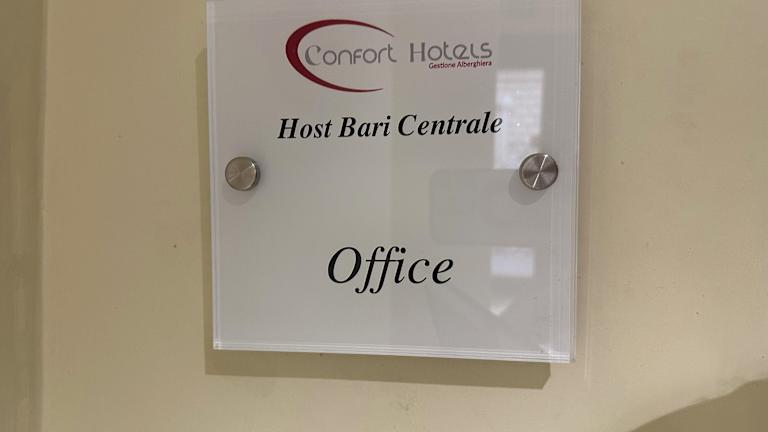 Confort Hotels
Gestione Alberghiera
Host Bari Centrale
Office